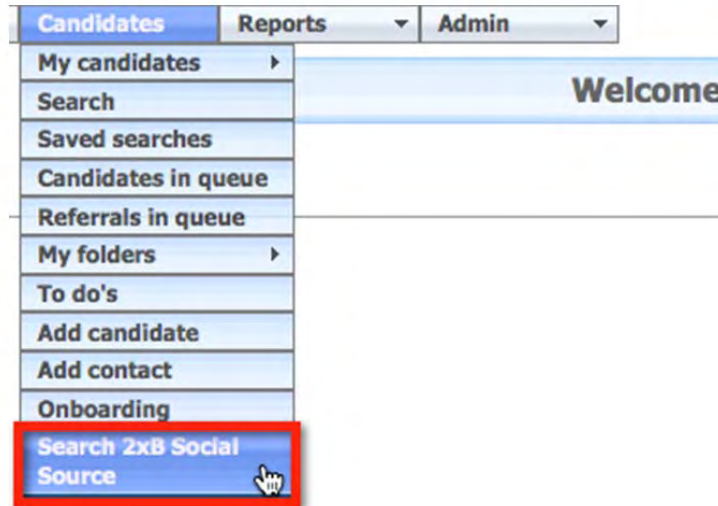 Candidates Reports Admin
My candidates
Welcome
Search
Saved searches
Candidates in queue
Referrals in queue
My folders
To do's
Add candidate
Add contact
Onboarding
Search 2xB Social
Source